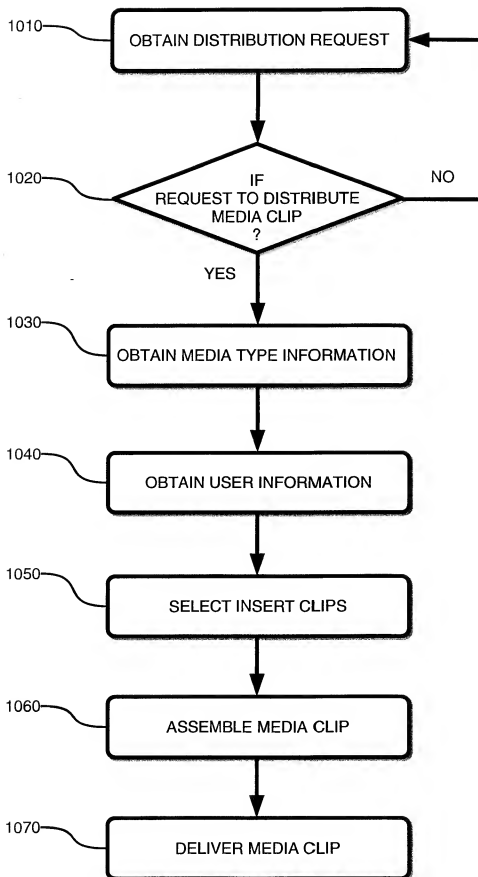 1010
OBTAIN DISTRIBUTION REQUEST
1020
IF
REQUEST TO DISTRIBUTE
MEDIA CLIP
?
NO
YES
1030
OBTAIN MEDIA TYPE INFORMATION
1040
OBTAIN USER INFORMATION
1050
SELECT INSERT CLIPS
1060
ASSEMBLE MEDIA CLIP
1070
DELIVER MEDIA CLIP